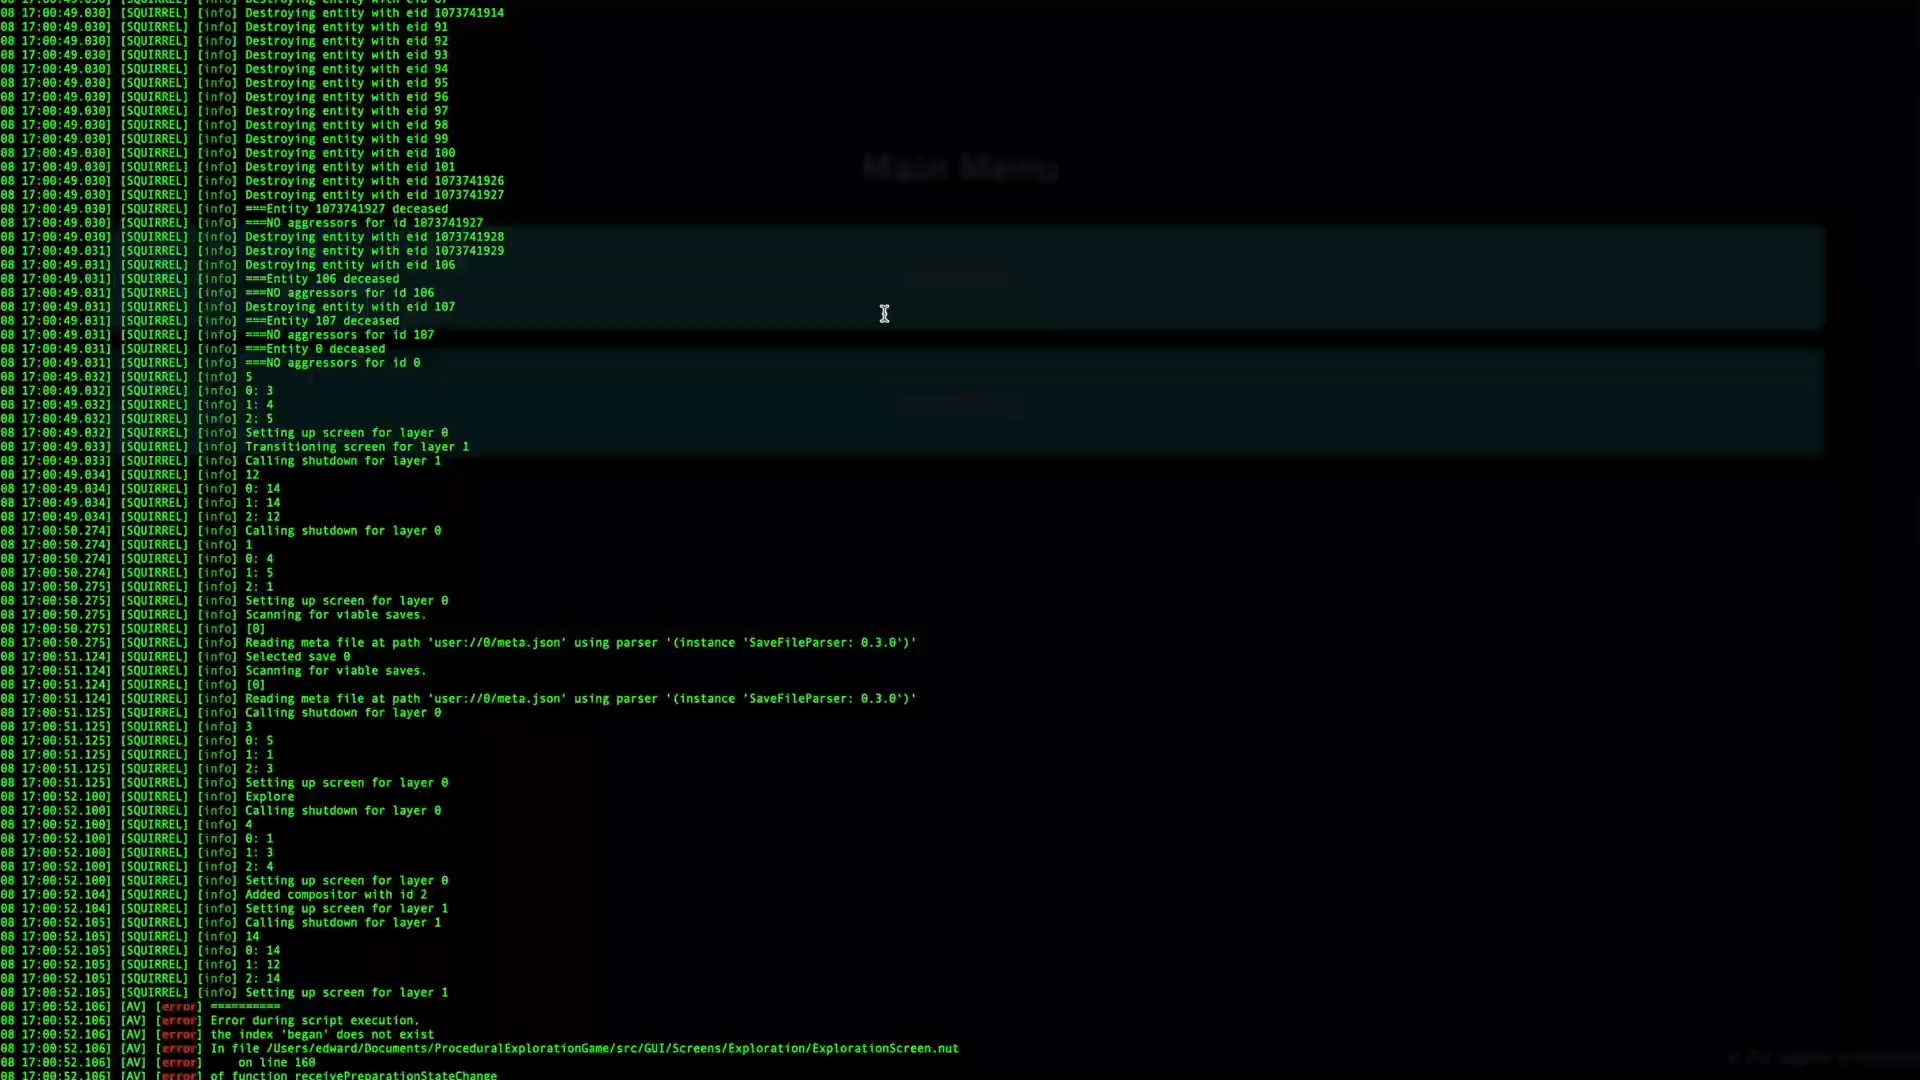 08 17:00:49.030] [SQUIRREL] [info] Destroying entity with eid 1073741914
08 17:00:49.030] [SQUIRREL] [info] Destroying entity with eid 91
08 17:00:49.030] [SQUIRREL] [info] Destroying entity with eid 92
08 17:00:49.030] [SQUIRREL] [info] Destroying entity with eid 93
08 17:00:49.030] [SQUIRREL] [info] Destroying entity with eid 94
08 17:00:49.030] [SQUIRREL] [info] Destroying entity with eid 95
08 17:00:49.030] [SQUIRREL] [info] Destroying entity with eid 96
08 17:00:49.030] [SQUIRREL] [info] Destroying entity with eid 97
08 17:00:49.030] [SQUIRREL] [info] Destroying entity with eid 98
08 17:00:49.030] [SQUIRREL] [info] Destroying entity with eid 99
08 17:00:49.030] [SQUIRREL] [info] Destroying entity with eid 100
08 17:00:49.030] [SQUIRREL] [info] Destroying entity with eid 101
Main Menu
08 17:00:49.030] [SQUIRREL] [info] Destroying entity with eid 1073741926
08 17:00:49.030] [SQUIRREL] [info] Destroying entity with eid 1073741927
08 17:00:49.030] [SQUIRREL] [info] ===Entity 1073741927 deceased
08 17:00:49.030] [SQUIRREL] [info] ===NO aggressors for id 1073741927
08 17:00:49.030] [SQUIRREL] [info] Destroying entity with eid 1073741928
08 17:00:49.031] [SQUIRREL] [info] Destroying entity with eid 1073741929
08 17:00:49.031] [SQUIRREL] [info] Destroying entity with eid 106
08 17:00:49.031] [SQUIRREL] [info] ===Entity 106 deceased
08 17:00:49.031] [SQUIRREL] [info] ===NO aggressors for id 106
08 17:00:49.031] [SQUIRREL] [info] Destroying entity with eid 107
08 17:00:49.031] [SQUIRREL] [info] ===Entity 107 deceased
08 17:00:49.031] [SQUIRREL] [info] ===NO aggressors for id 107
08 17:00:49.031] [SQUIRREL] [info] ===Entity 0 deceased
08 17:00:49.031] [SQUIRREL] [info] ===NO aggressors for id 0
08 17:00:49.032] [SQUIRREL] [info] 5
08 17:00:49.032] [SQUIRREL] [info] 0: 3
08 17:00:49.032] [SQUIRREL] [info] 1: 4
08 17:00:49.032] [SQUIRREL] [info] 2: 5
08 17:00:49.032] [SQUIRREL] [info] Setting up screen for layer 0
08 17:00:49.033] [SQUIRREL] [info] Transitioning screen for layer 1
08 17:00:49.033] [SQUIRREL] [info] Calling shutdown for layer 1
08 17:00:49.034] [SQUIRREL] [info] 12
08 17:00:49.034] [SQUIRREL] [info] 0: 14
08 17:00:49.034] [SQUIRREL] [info] 1: 14
08 17:00:49.034] [SQUIRREL] [info] 2: 12
08 17:00:50.274] [SQUIRREL] [info] Calling shutdown for layer 0
08 17:00:50.274] [SQUIRREL] [info] 1
08 17:00:50.274] [SQUIRREL] [info] 0: 4
08 17:00:50.274] [SQUIRREL] [info] 1: 5
08 17:00:50.275] [SQUIRREL] [info] 2: 1
08 17:00:50.275] [SQUIRREL] [info] Setting up screen for layer 0
08 17:00:50.275] [SQUIRREL] [info] Scanning for viable saves.
08 17:00:50.275] [SQUIRREL] [info] [0]
08 17:00:50.275] [SQUIRREL] [info] Reading meta file at path 'user://0/meta.json' using parser '(instance 'SaveFileParser: 0.3.0')'
08 17:00:51.124] [SQUIRREL] [info] Selected save 0
08 17:00:51.124] [SQUIRREL] [info] Scanning for viable saves.
08 17:00:51.124] [SQUIRREL] [info] [0]
08 17:00:51.124] [SQUIRREL] [info] Reading meta file at path 'user://0/meta.json' using parser '(instance 'SaveFileParser: 0.3.0')'
08 17:00:51.125] [SQUIRREL] [info] Calling shutdown for layer 0
08 17:00:51.125] [SQUIRREL] [info] 3
08 17:00:51.125] [SQUIRREL] [info] 0: 5
08 17:00:51.125] [SQUIRREL] [info] 1: 1
08 17:00:51.125] [SQUIRREL] [info] 2: 3
08 17:00:51.125] [SQUIRREL] [info] Setting up screen for layer 0
08 17:00:52.100] [SQUIRREL] [info] Explore
08 17:00:52.100] [SQUIRREL] [info] Calling shutdown for layer 0
08 17:00:52.100] [SQUIRREL] [info] 4
08 17:00:52.100] [SQUIRREL] [info] 0: 1
08 17:00:52.100] [SQUIRREL] [info] 1: 3
08 17:00:52.100] [SQUIRREL] [info] 2: 4
08 17:00:52.100] [SQUIRREL] [info] Setting up screen for layer 0
08 17:00:52.104] [SQUIRREL] [info] Added compositor with id 2
08 17:00:52.104] [SQUIRREL] [info] Setting up screen for layer 1
08 17:00:52.105] [SQUIRREL] [info] Calling shutdown for layer 1
08 17:00:52.105] [SQUIRREL] [info] 14
08 17:00:52.105] [SQUIRREL] [info] 0: 14
08 17:00:52.105] [SQUIRREL] [info] 1: 12
08 17:00:52.105] [SQUIRREL] [info] 2: 14
08 17:00:52.105] [SQUIRREL] [info] Setting up screen for layer 1
08 17:00:52.106] [AV] [error] ==========
08 17:00:52.106] [AV] [error] Error during script execution.
08 17:00:52.106] [AV] [error] the index 'began' does not exist
08 17:00:52.106] [AV] [error] In file /Users/edward/Documents/ProceduralExplorationGame/src/GUI/Screens/Exploration/ExplorationScreen.nut
08 17:00:52.106] [AV] [error] on line 160
08 17:00:52.106] [AV] [error] of function receivePreparationStateChange